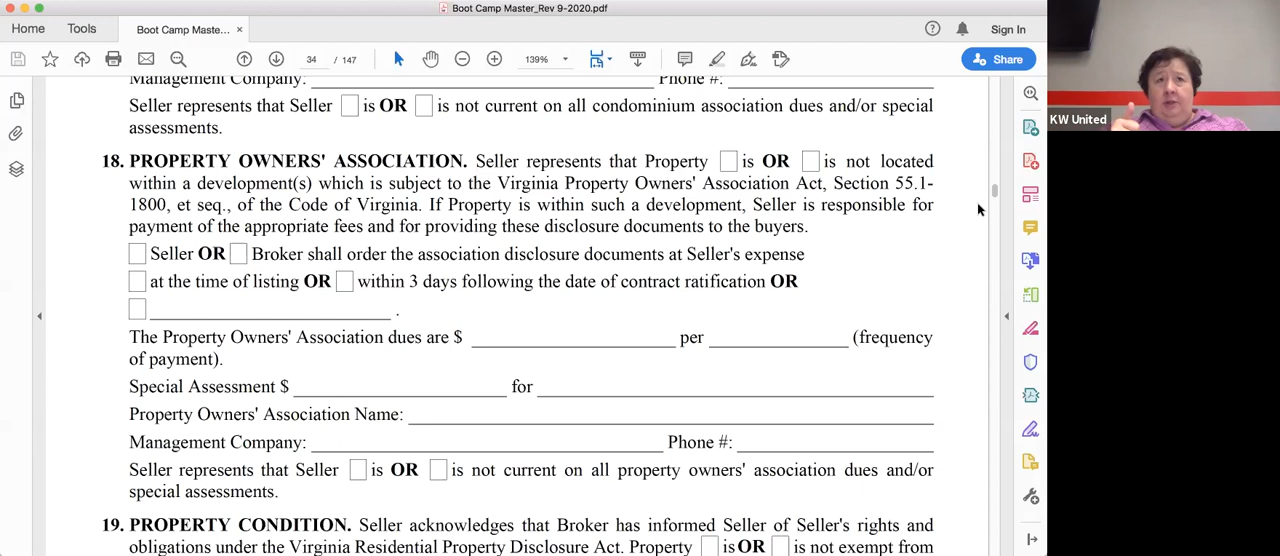 Boot Camp Master_Rev 9-2020.pdf
Home Tools Boot Camp Maste... × Sign In
34 / 147 139% Share
Management Company: Phone #:
Seller represents that Seller is OR is not current on all condominium association dues and/or special
assessments.
18. PROPERTY OWNERS' ASSOCIATION. Seller represents that Property is OR is not located
within a development(s) which is subject to the Virginia Property Owners' Association Act, Section 55.1-
1800, et seq., of the Code of Virginia. If Property is within such a development, Seller is responsible for
payment of the appropriate fees and for providing these disclosure documents to the buyers.
Seller OR Broker shall order the association disclosure documents at Seller's expense
at the time of listing OR within 3 days following the date of contract ratification OR
.
The Property Owners' Association dues are $ per (frequency
of payment).
Special Assessment $ for
Property Owners' Association Name:
Management Company: Phone #:
Seller represents that Seller is OR is not current on all property owners' association dues and/or
special assessments.
19. PROPERTY CONDITION. Seller acknowledges that Broker has informed Seller of Seller's rights and
obligations under the Virginia Residential Property Disclosure Act. Property is OR is not exempt from
KW United